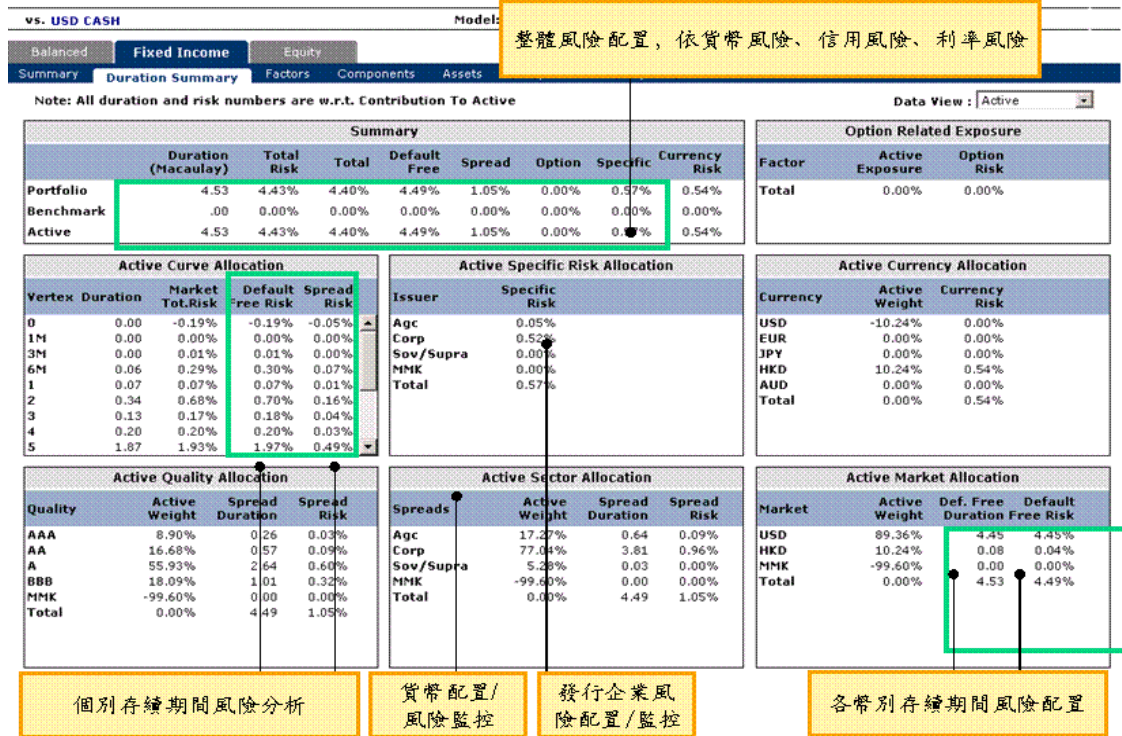 vs. USD CASH Model:
整體風險配置, 依貨幣風險、信用風險、利率風險
Balanced Fixed Income Equity
Summary Duration Summary Factors Components Assets
Note: All duration and risk numbers are w.r.t. Contribution To Active
Data View : Active
Summary
Duration (Macaulay) Total Risk Total Default Free Spread Option Specific Currency Risk
Portfolio 4.53 4.43% 4.40% 4.49% 1.05% 0.00% 0.57% 0.54%
Benchmark .00 0.00% 0.00% 0.00% 0.00% 0.00% 0.00% 0.00%
Active 4.53 4.43% 4.40% 4.49% 1.05% 0.00% 0.54%
Option Related Exposure
Factor Active Exposure Option Risk
Total 0.00% 0.00%
Active Curve Allocation
Vertex Duration Market Tot.Risk Default Free Risk Spread Risk
0 0.00 -0.19% -0.19% -0.05%
1M 0.00 0.00% 0.00% 0.00%
3M 0.00 0.01% 0.01% 0.00%
6M 0.06 0.29% 0.30% 0.07%
1 0.07 0.07% 0.07% 0.01%
2 0.34 0.68% 0.70% 0.16%
3 0.13 0.17% 0.18% 0.04%
4 0.20 0.20% 0.20% 0.03%
5 1.87 1.93% 1.97% 0.49%
Active Specific Risk Allocation
Issuer Specific Risk
Agc 0.05%
Corp 0.52%
Sov/Supra 0.00%
MMK 0.00%
Total 0.57%
Active Currency Allocation
Currency Active Weight Currency Risk
USD -10.24% 0.00%
EUR 0.00% 0.00%
JPY 0.00% 0.00%
HKD 10.24% 0.54%
AUD 0.00% 0.00%
Total 0.00% 0.54%
Active Quality Allocation
Quality Active Weight Spread Duration Spread Risk
AAA 8.90% 0.26 0.03%
AA 16.68% 0.57 0.09%
A 55.93% 2.64 0.60%
BBB 18.09% 1.01 0.32%
MMK -99.60% 0.00 0.00%
Total 0.00% 4.49 1.05%
Active Sector Allocation
Spreads Active Weight Spread Duration Spread Risk
Agc 17.27% 0.64 0.09%
Corp 77.04% 3.81 0.96%
Sov/Supra 5.28% 0.03 0.00%
MMK -99.60% 0.00 0.00%
Total 0.00% 4.49 1.05%
Active Market Allocation
Market Active Weight Def. Free Duration Default Free Risk
USD 89.36% 4.45 4.45%
HKD 10.24% 0.08 0.04%
MMK -99.60% 0.00 0.00%
Total 0.00% 4.53 4.49%
個別存續期間風險分析
貨幣配置/
風險監控
發行企業風
險配置/監控
各幣別存續期間風險配置